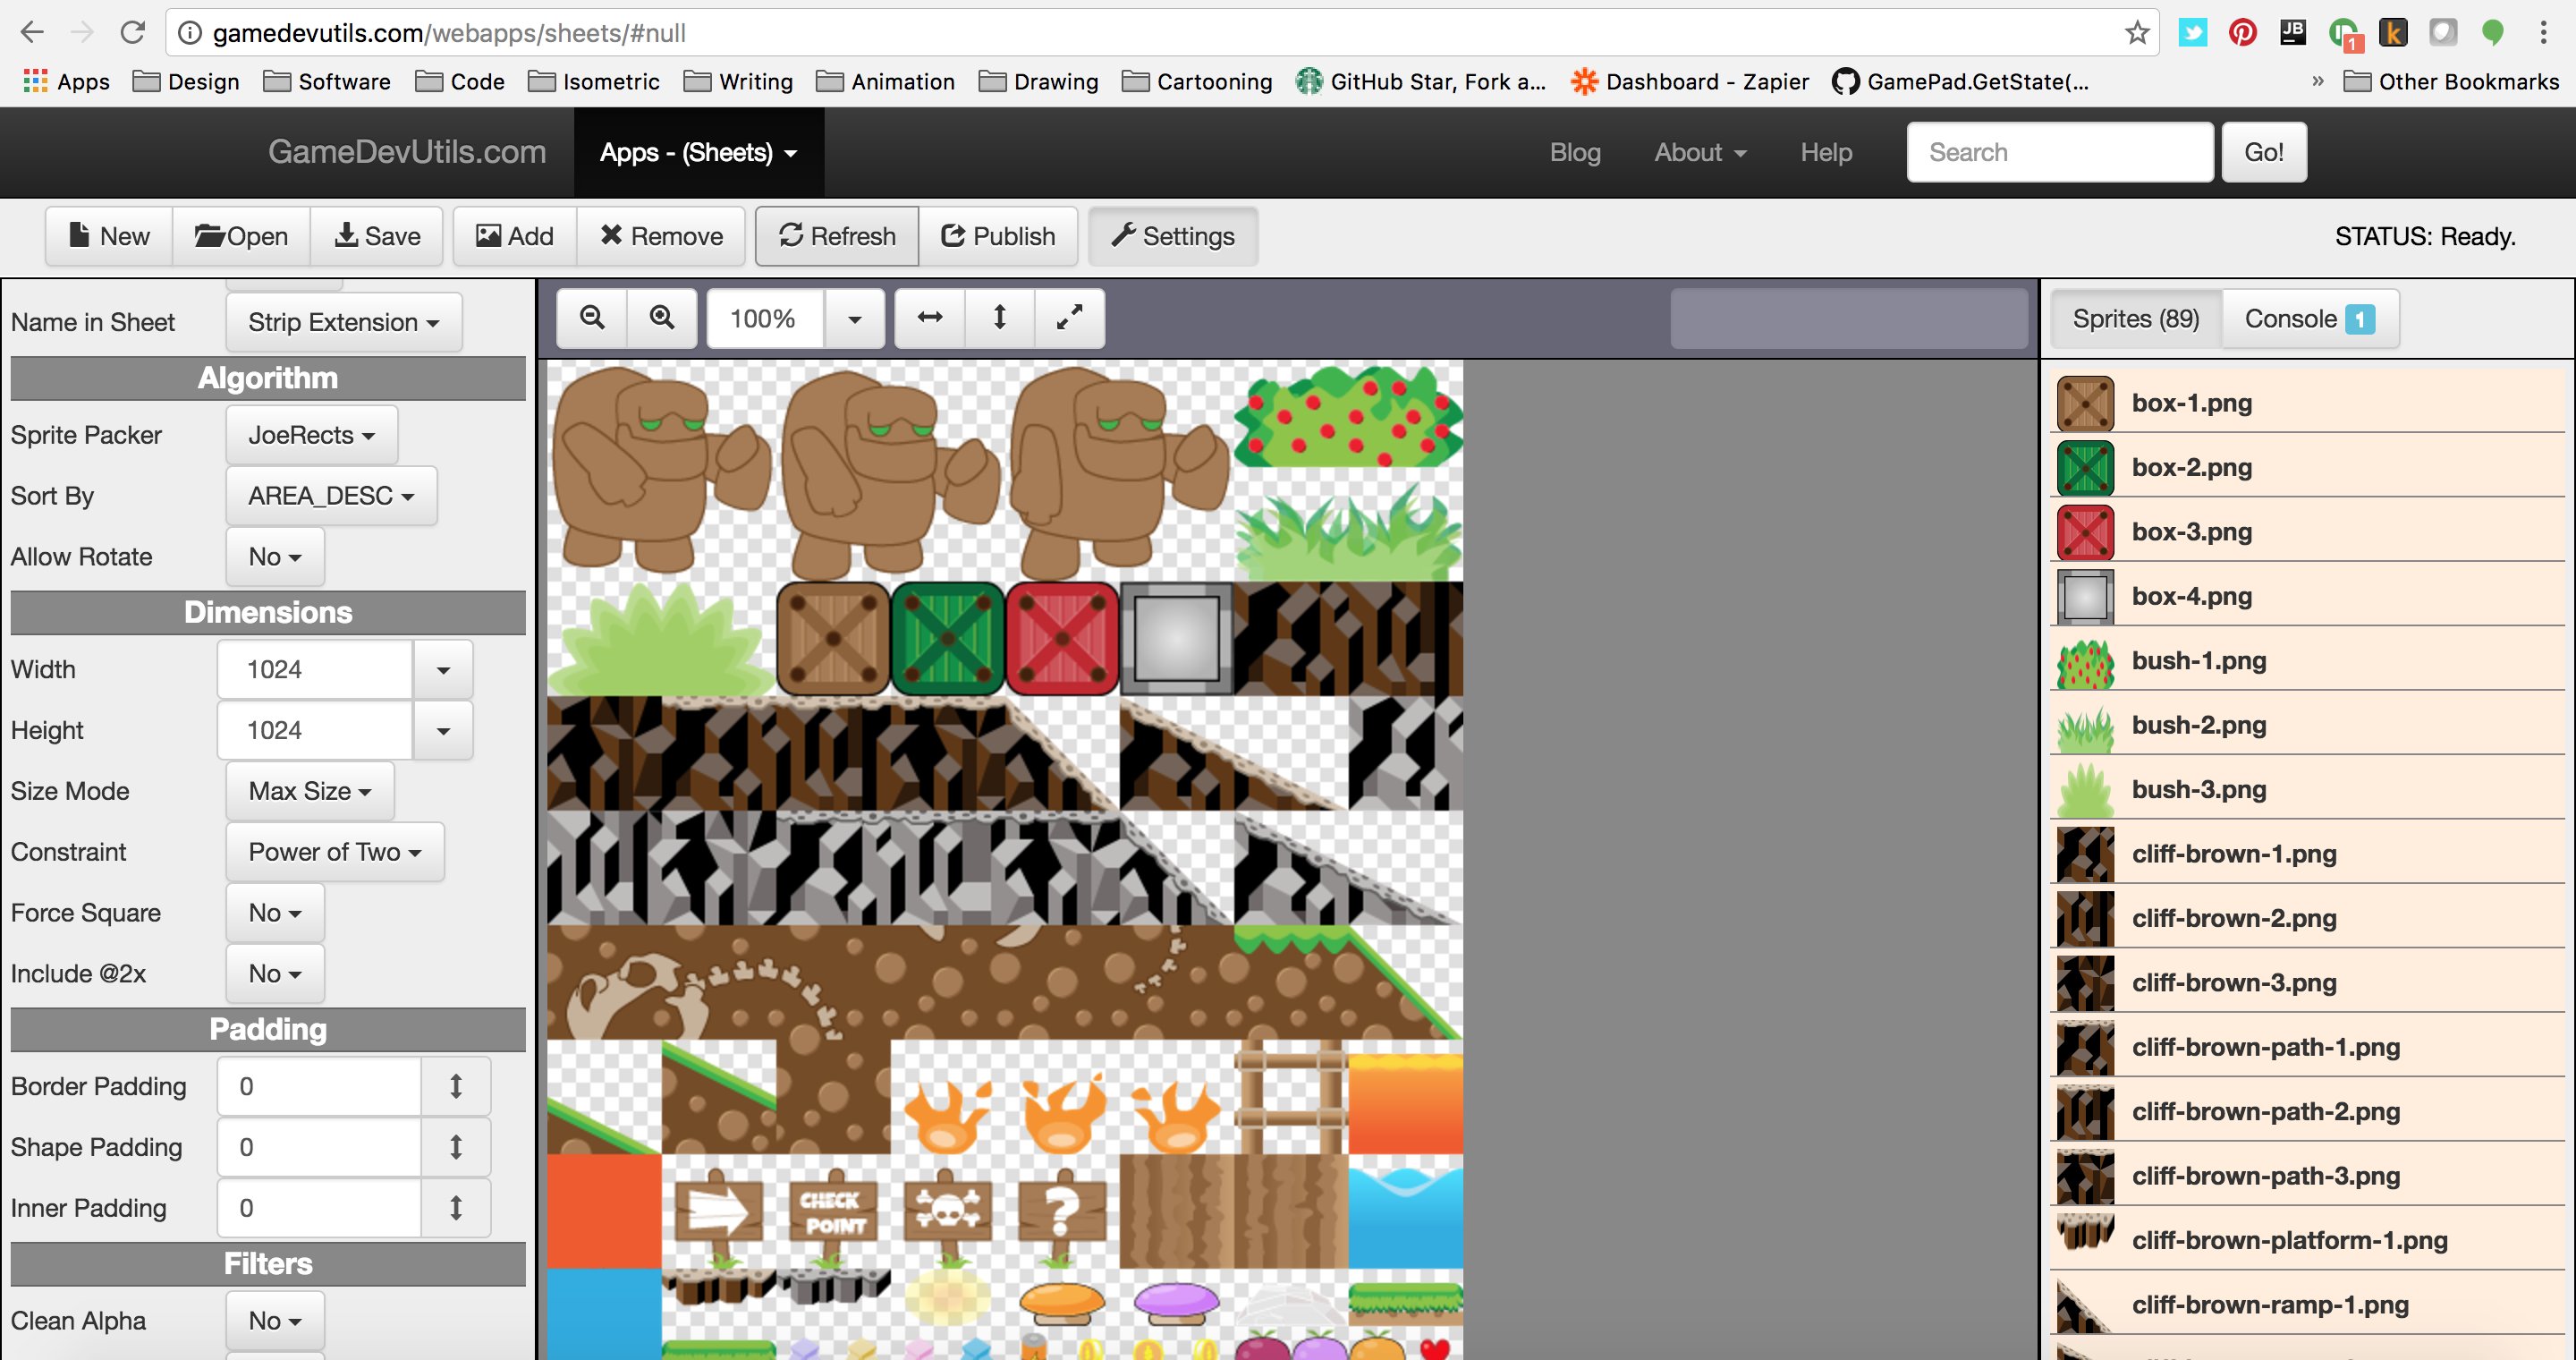 gamedevutils.com/webapps/sheets/#null
JB
1
k
Apps Design Software Code Isometric Writing Animation Drawing Cartooning GitHub Star, Fork a... Dashboard - Zapier GamePad.GetState(... » Other Bookmarks
GameDevUtils.com Apps - (Sheets) Blog About Help Search Go!
New Open Save Add Remove Refresh Publish Settings STATUS: Ready.
Name in Sheet Strip Extension
Algorithm
Sprite Packer JoeRects
Sort By AREA_DESC
Allow Rotate No
Dimensions
Width 1024
Height 1024
Size Mode Max Size
Constraint Power of Two
Force Square No
Include @2x No
Padding
Border Padding 0
Shape Padding 0
Inner Padding 0
Filters
Clean Alpha No
100%
CHECK
POINT
?
Sprites (89) Console 1
box-1.png
box-2.png
box-3.png
box-4.png
bush-1.png
bush-2.png
bush-3.png
cliff-brown-1.png
cliff-brown-2.png
cliff-brown-3.png
cliff-brown-path-1.png
cliff-brown-path-2.png
cliff-brown-path-3.png
cliff-brown-platform-1.png
cliff-brown-ramp-1.png